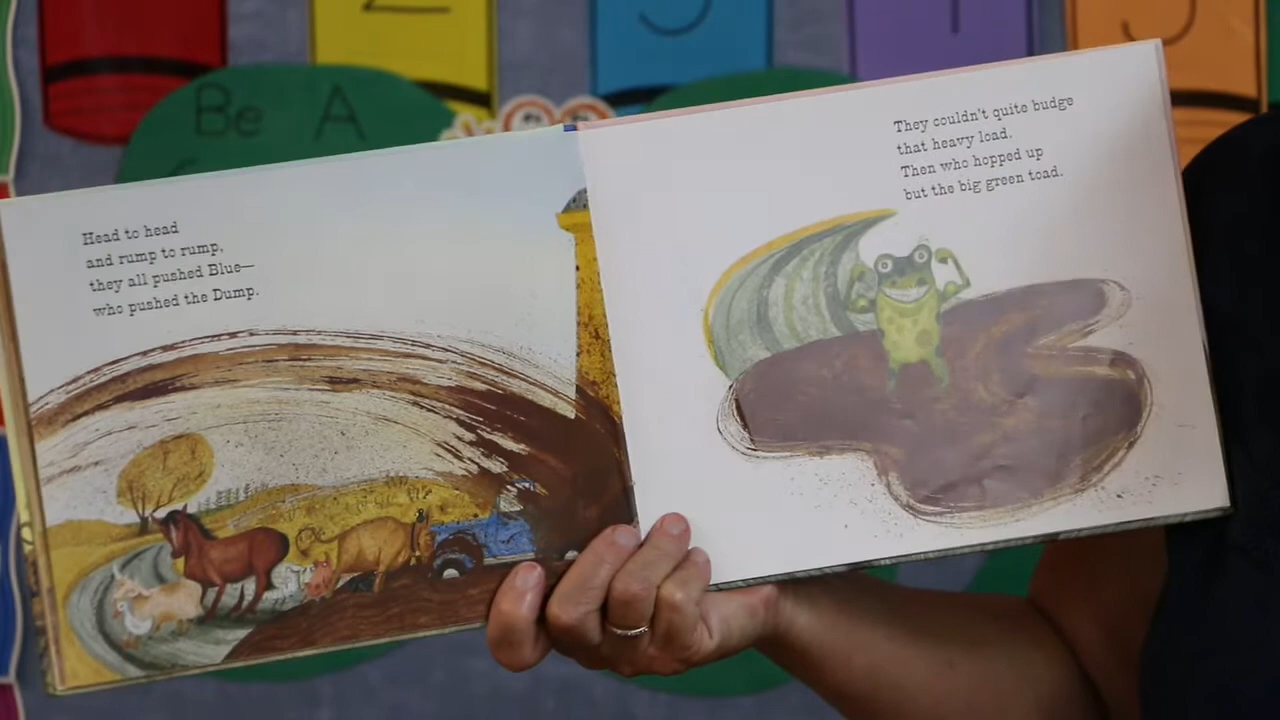 Be A
Head to head
and rump to rump,
they all pushed Blue—
who pushed the Dump.
They couldn't quite budge
that heavy load.
Then who hopped up
but the big green toad.